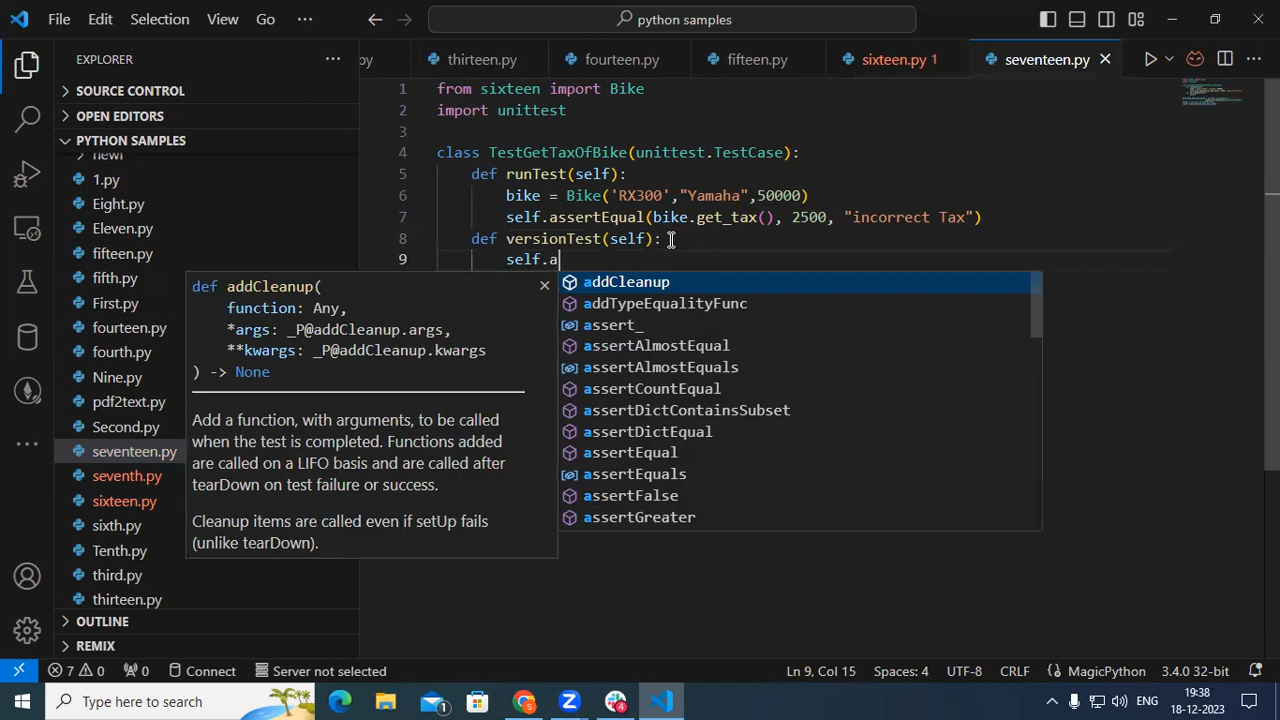 File Edit Selection View Go ··· python samples
EXPLORER ···
py thirteen.py fourteen.py fifteen.py sixteen.py 1 seventeen.py
SOURCE CONTROL
OPEN EDITORS
PYTHON SAMPLES
1.py
Eight.py
Eleven.py
fifteen.py
fifth.py
First.py
fourteen.py
fourth.py
Nine.py
pdf2text.py
Second.py
seventeen.py
seventh.py
sixteen.py
sixth.py
Tenth.py
third.py
thirteen.py
OUTLINE
REMIX
1 from sixteen import Bike
2 import unittest
3
4 class TestGetTaxOfBike(unittest.TestCase):
5 def runTest(self):
6 bike = Bike('RX300',"Yamaha",50000)
7 self.assertEqual(bike.get_tax(), 2500, "incorrect Tax")
8 def versionTest(self):
9 self.a
def addCleanup(
function: Any,
*args: _P@addCleanup.args,
**kwargs: _P@addCleanup.kwargs
) -> None
Add a function, with arguments, to be called
when the test is completed. Functions added
are called on a LIFO basis and are called after
tearDown on test failure or success.
Cleanup items are called even if setUp fails
(unlike tearDown).
addCleanup
addTypeEqualityFunc
assert_
assertAlmostEqual
assertAlmostEquals
assertCountEqual
assertDictContainsSubset
assertDictEqual
assertEqual
assertEquals
assertFalse
assertGreater
7 0 0 Connect Server not selected Ln 9, Col 15 Spaces: 4 UTF-8 CRLF MagicPython 3.4.0 32-bit
Type here to search ENG 19:38
18-12-2023